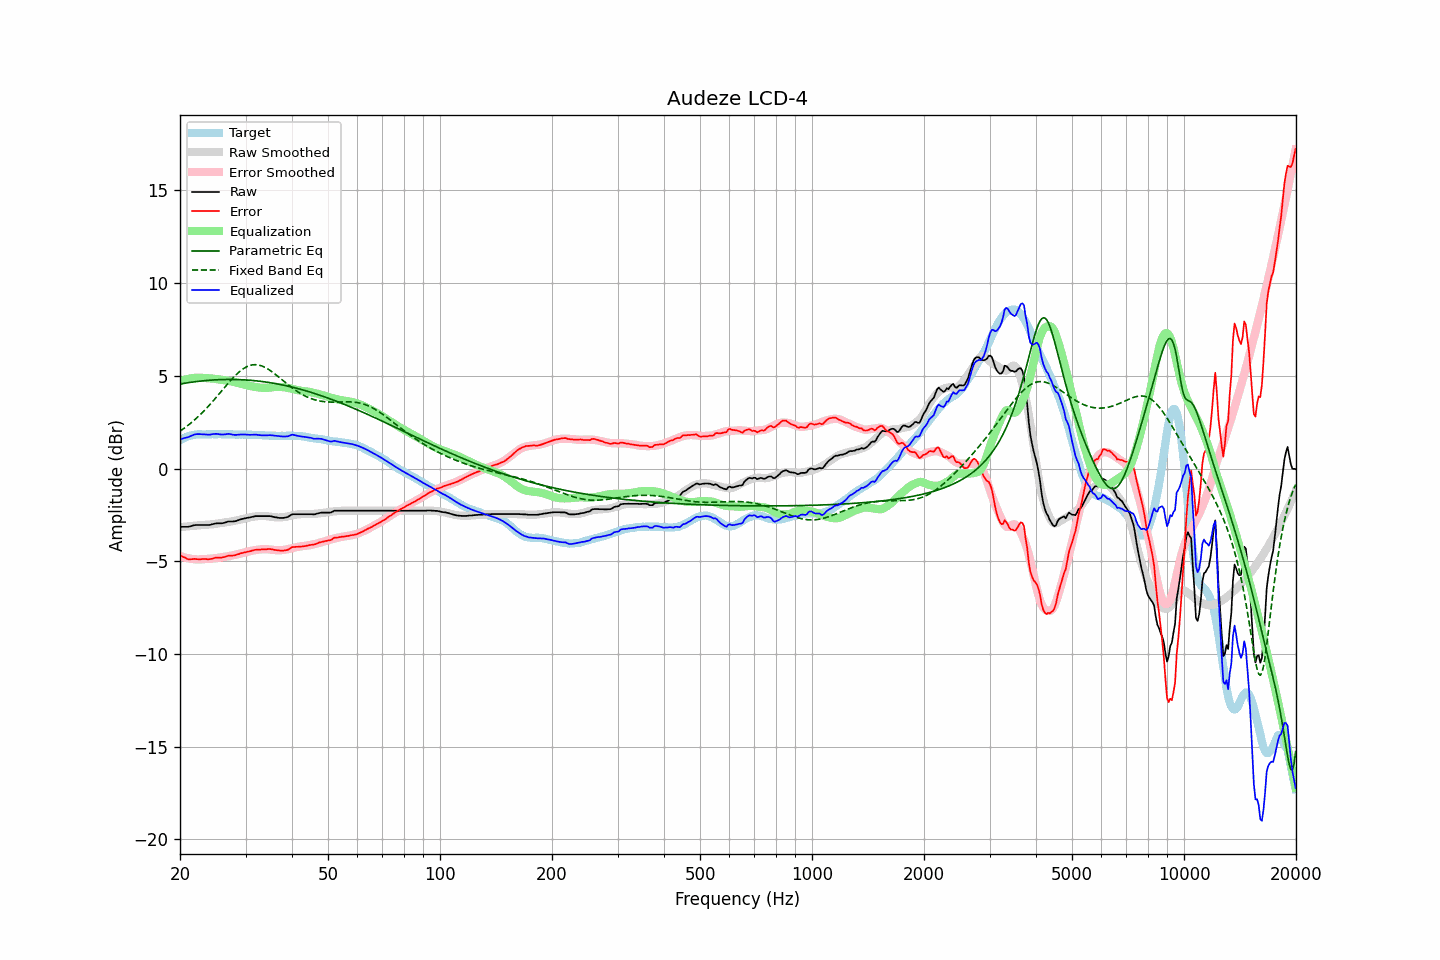 Audeze LCD-4
Target
Raw Smoothed
Error Smoothed
Raw
Error
Equalization
Parametric Eq
Fixed Band Eq
Equalized
Amplitude (dBr)
15
10
5
0
−5
−10
−15
−20
20 50 100 200 500 1000 2000 5000 10000 20000
Frequency (Hz)